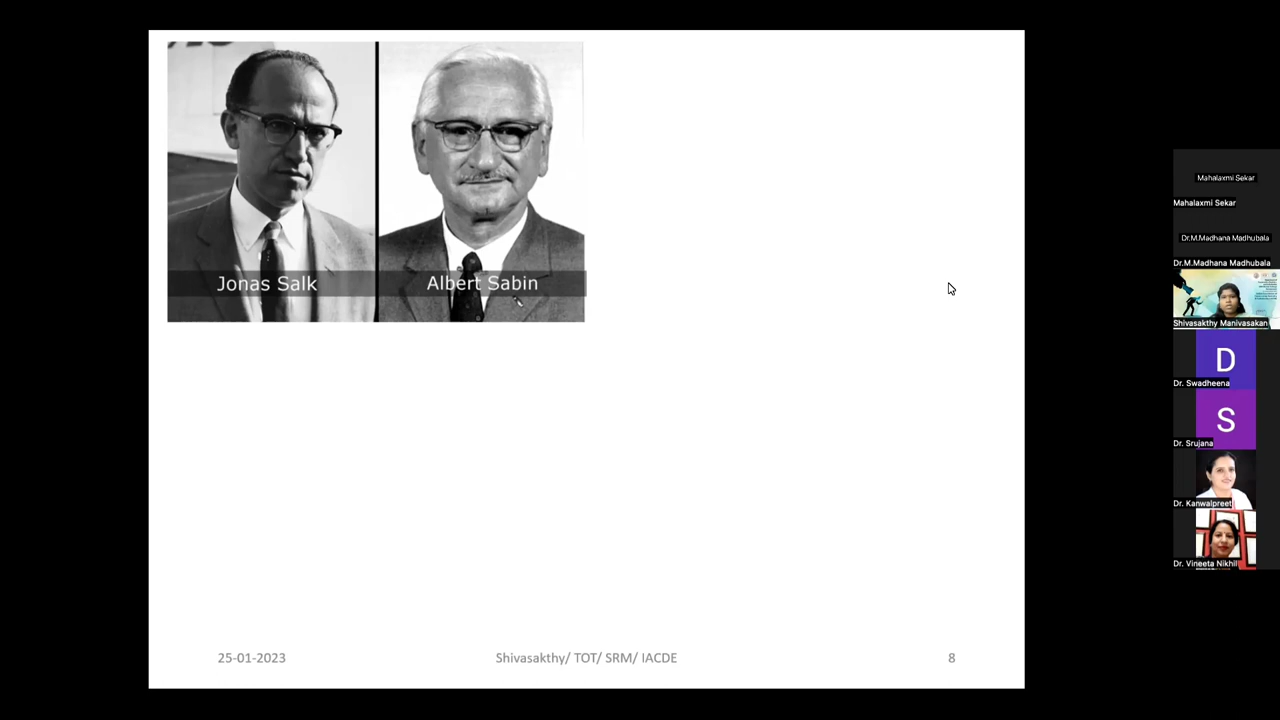 Jonas Salk
Albert Sabin
25-01-2023
Shivasakthy/ TOT/ SRM/ IACDE
8
Mahalaxmi Sekar
Mahalaxmi Sekar
Dr.M.Madhana Madhubala
Dr.M.Madhana Madhubala
Shivasakthy Manivasakan
D
Dr. Swadheena
S
Dr. Srujana
Dr. Kanwalpreet
Dr. Vineeta Nikhil